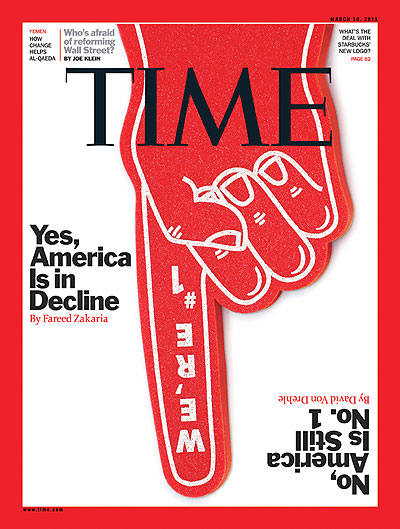 MARCH 14, 2011
YEMEN
HOW
CHANGE
HELPS
AL-QAEDA
Who's afraid
of reforming
Wall Street?
BY JOE KLEIN
WHAT'S THE
DEAL WITH
STARBUCKS'
NEW LOGO?
PAGE 62
TIME
Yes,
America
Is in
Decline
By Fareed Zakaria
WE'RE #1
No,
America
Is Still
No. 1
By David Von Drehle
www.time.com